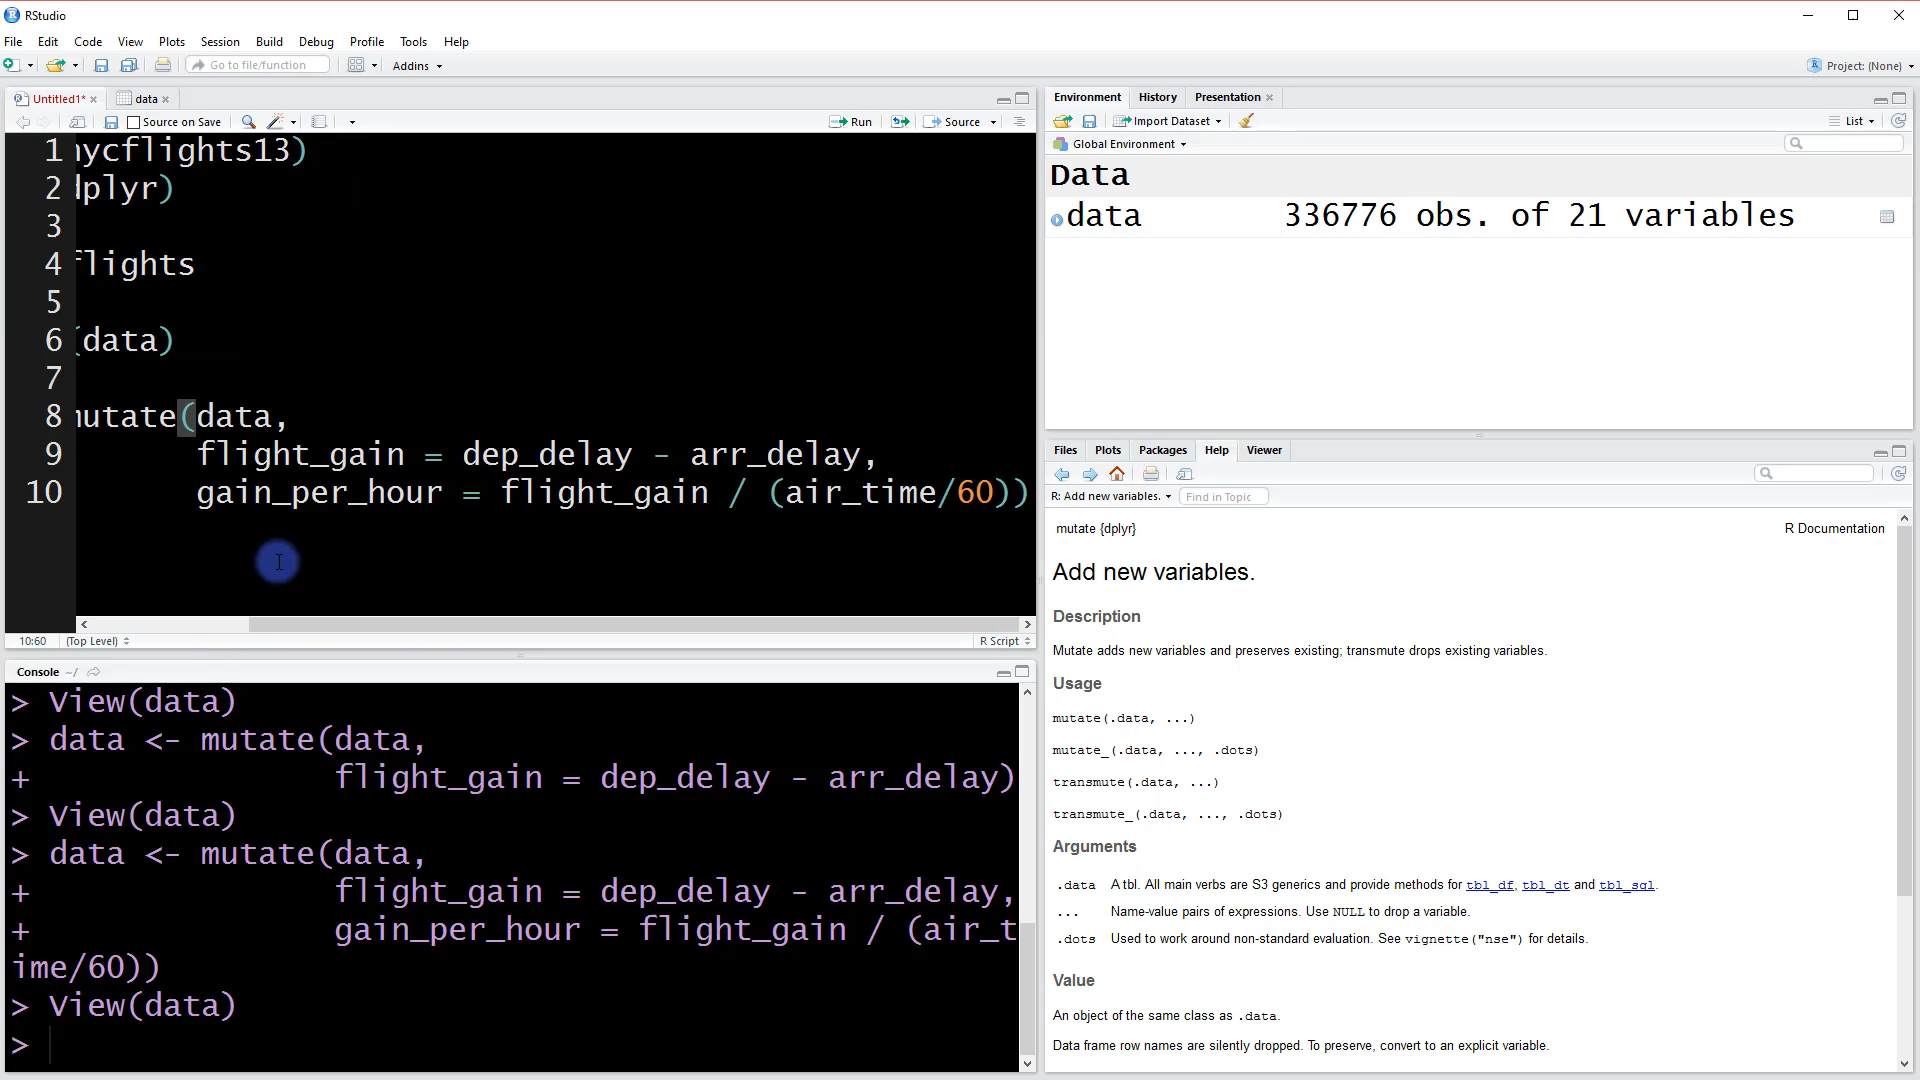 RStudio
File Edit Code View Plots Session Build Debug Profile Tools Help
Go to file/function Addins Project: (None)
Untitled1* data
Source on Save Run Source
1 nycflights13)
2 dplyr)
3
4 flights
5
6 (data)
7
8 mutate(data,
9 flight_gain = dep_delay - arr_delay,
10 gain_per_hour = flight_gain / (air_time/60))
10:60 (Top Level) R Script
Console ~/
> View(data)
> data <- mutate(data,
+ flight_gain = dep_delay - arr_delay)
> View(data)
> data <- mutate(data,
+ flight_gain = dep_delay - arr_delay,
+ gain_per_hour = flight_gain / (air_t
ime/60))
> View(data)
>
Environment History Presentation
Import Dataset List
Global Environment
Data
data 336776 obs. of 21 variables
Files Plots Packages Help Viewer
R: Add new variables. Find in Topic
mutate {dplyr} R Documentation
Add new variables.
Description
Mutate adds new variables and preserves existing; transmute drops existing variables.
Usage
mutate(.data, ...)
mutate_(.data, ..., .dots)
transmute(.data, ...)
transmute_(.data, ..., .dots)
Arguments
.data A tbl. All main verbs are S3 generics and provide methods for tbl_df, tbl_dt and tbl_sql.
... Name-value pairs of expressions. Use NULL to drop a variable.
.dots Used to work around non-standard evaluation. See vignette("nse") for details.
Value
An object of the same class as .data.
Data frame row names are silently dropped. To preserve, convert to an explicit variable.